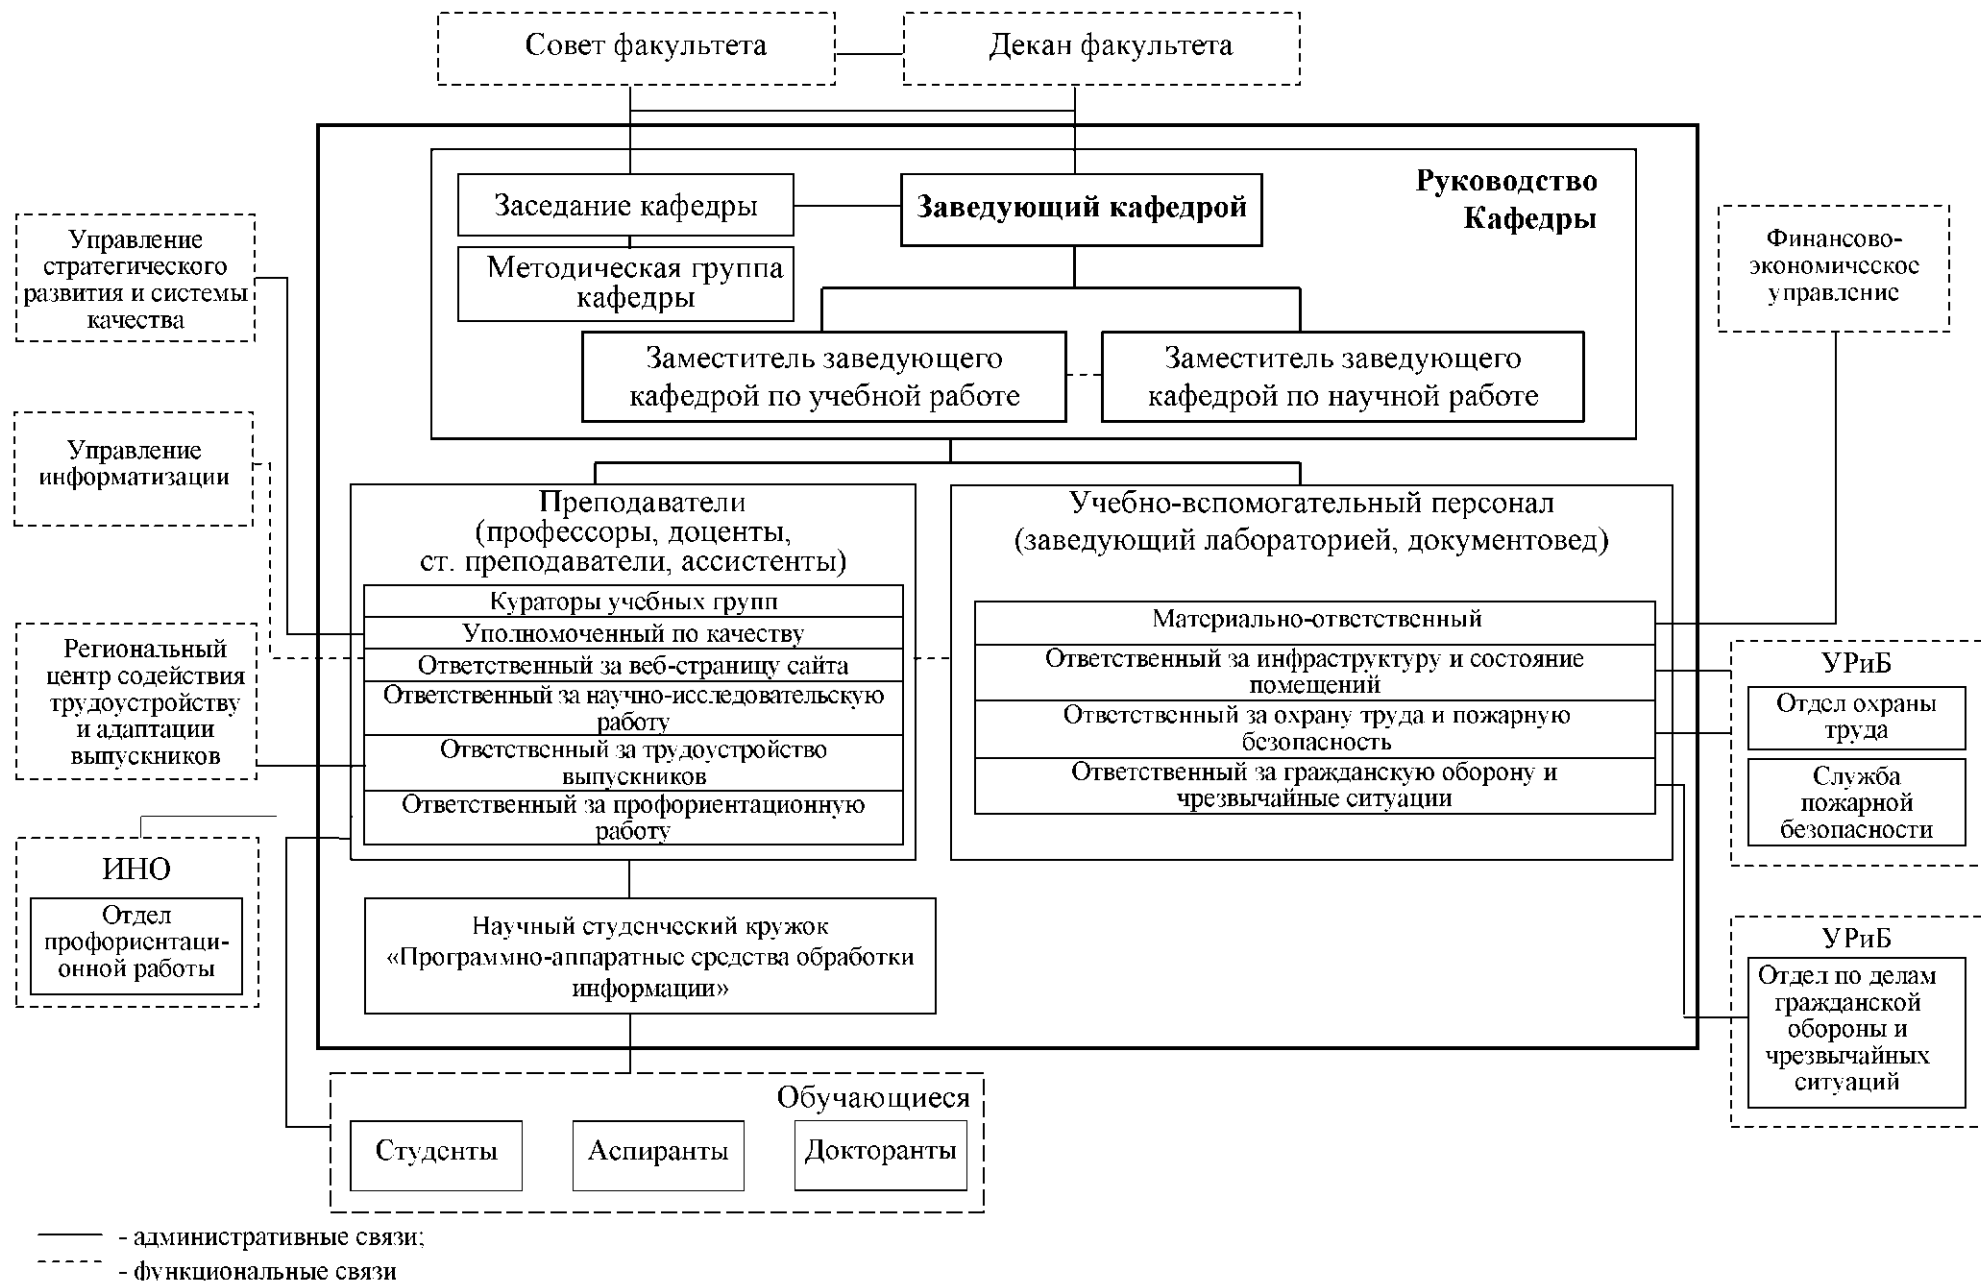 Совет факультета
Декан факультета
Руководство
Кафедры
Заседание кафедры
Заведующий кафедрой
Методическая группа
кафедры
Заместитель заведующего
кафедрой по учебной работе
Заместитель заведующего
кафедрой по научной работе
Управление
стратегического
развития и системы
качества
Финансово-
экономическое
управление
Управление
информатизации
Преподаватели
(профессоры, доценты,
ст. преподаватели, ассистенты)
Кураторы учебных групп
Уполномоченный по качеству
Ответственный за веб-страницу сайта
Ответственный за научно-исследовательскую
работу
Ответственный за трудоустройство
выпускников
Ответственный за профориентационную
работу
Учебно-вспомогательный персонал
(заведующий лабораторией, документовед)
Материально-ответственный
Ответственный за инфраструктуру и состояние
помещений
Ответственный за охрану труда и пожарную
безопасность
Ответственный за гражданскую оборону и
чрезвычайные ситуации
Региональный
центр содействия
трудоустройству
и адаптации
выпускников
УРиБ
Отдел охраны
труда
Служба
пожарной
безопасности
ИНО
Отдел
профориентаци-
онной работы
Научный студенческий кружок
«Программно-аппаратные средства обработки
информации»
УРиБ
Отдел по делам
гражданской
обороны и
чрезвычайных
ситуаций
Обучающиеся
Студенты
Аспиранты
Докторанты
- административные связи;
- функциональные связи